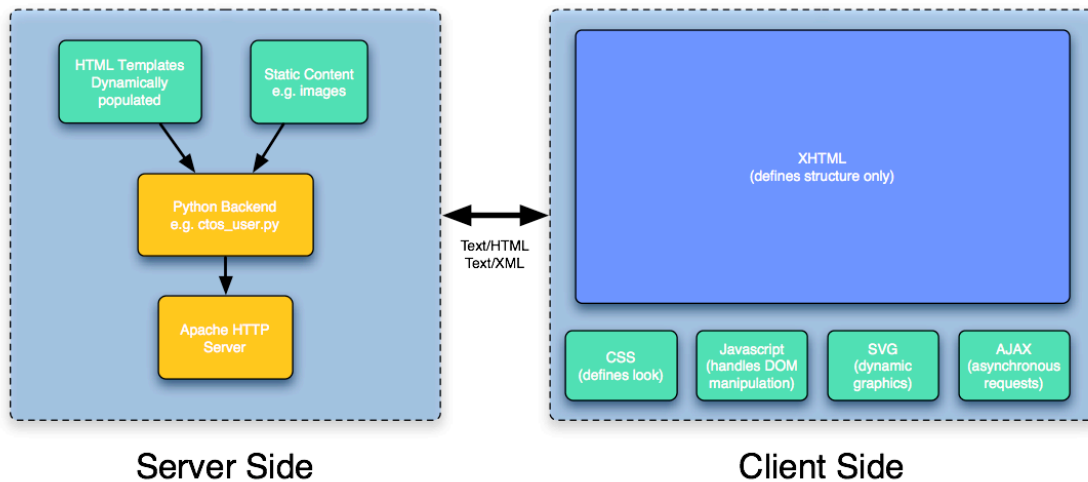 HTML Templates
Dynamically
populated
Static Content
e.g. images
Python Backend
e.g. ctos_user.py
Apache HTTP
Server
Text/HTML
Text/XML
XHTML
(defines structure only)
CSS
(defines look)
Javascript
(handles DOM
manipulation)
SVG
(dynamic
graphics)
AJAX
(asynchronous
requests)
Server Side
Client Side